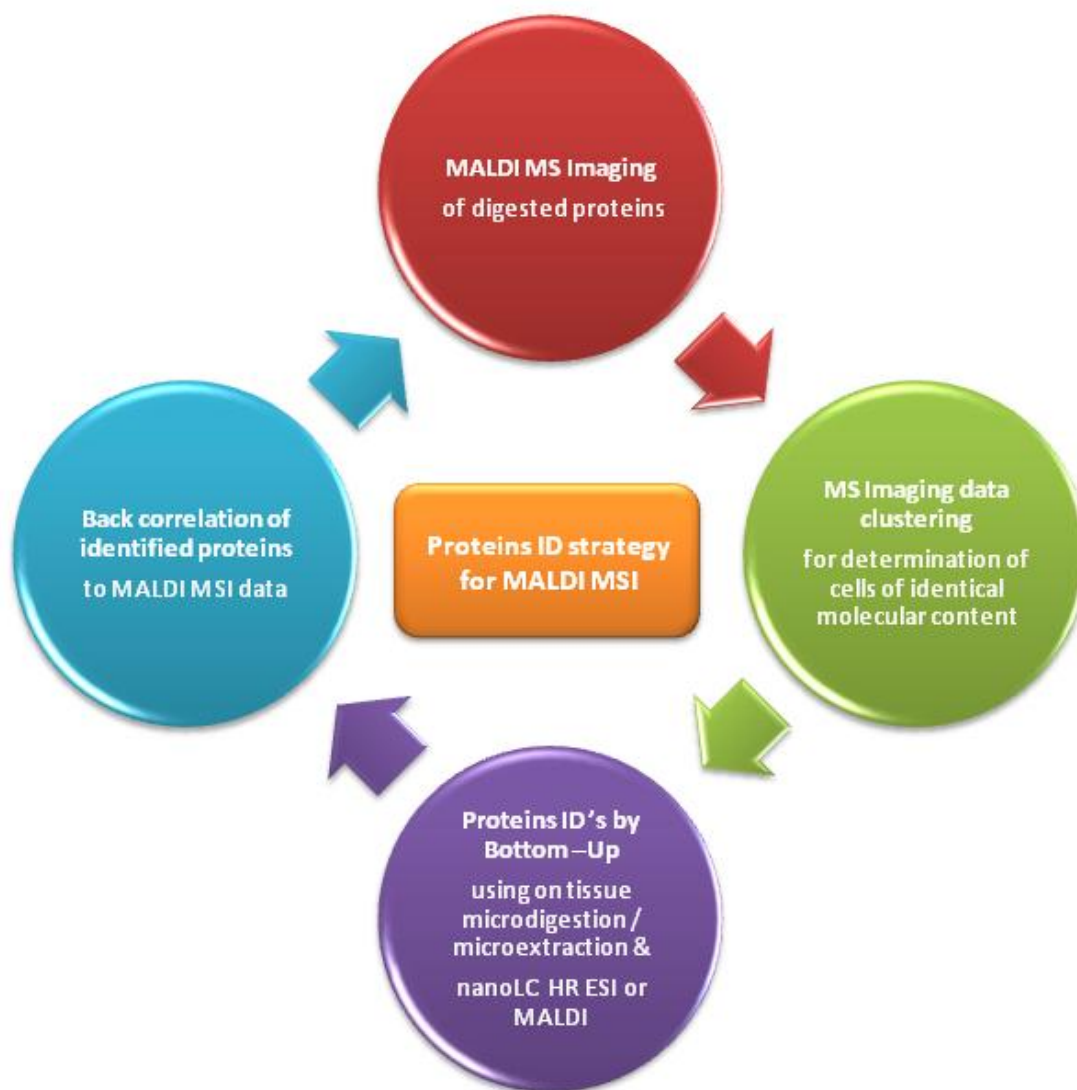 MALDI MS Imaging
of digested proteins
MS Imaging data
clustering
for determination of
cells of identical
molecular content
Proteins ID's by
Bottom –Up
using on tissue
microdigestion /
microextraction &
nanoLC HR ESI or
MALDI
Back correlation of
identified proteins
to MALDI MSI data
Proteins ID strategy
for MALDI MSI